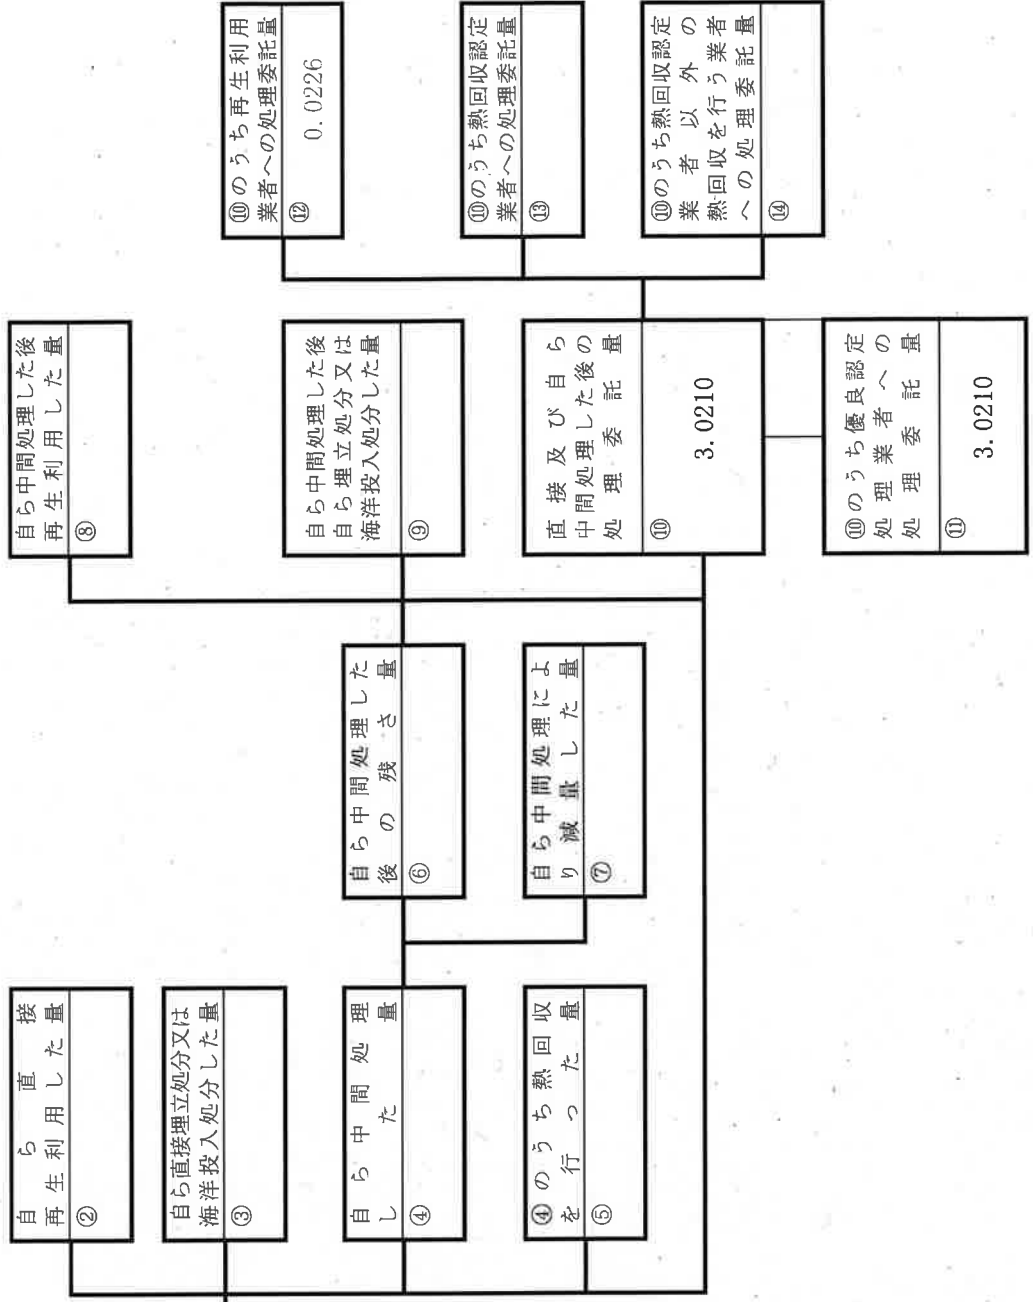 自ら直接
再生利用した量
②
自ら中間処理した後
再生利用した量
⑧
⑩のうち再生利用
業者への処理委託量
⑫
0.0226
自ら直接埋立処分又は
海洋投入処分した量
③
自ら中間処理した後
自ら埋立処分又は
海洋投入処分した量
⑨
⑩のうち熱回収認定
業者への処理委託量
⑬
自ら中間処理
した量
④
自ら中間処理した
後の残さ量
⑥
④のうち熱回収
を行った量
⑤
自ら中間処理によ
り減量した量
⑦
直接及び自ら
中間処理した後の
処理委託量
⑩
3.0210
⑩のうち熱回収認定
業者以外の
熱回収を行う業者
への処理委託量
⑭
⑩のうち優良認定
処理業者への
処理委託量
⑪
3.0210